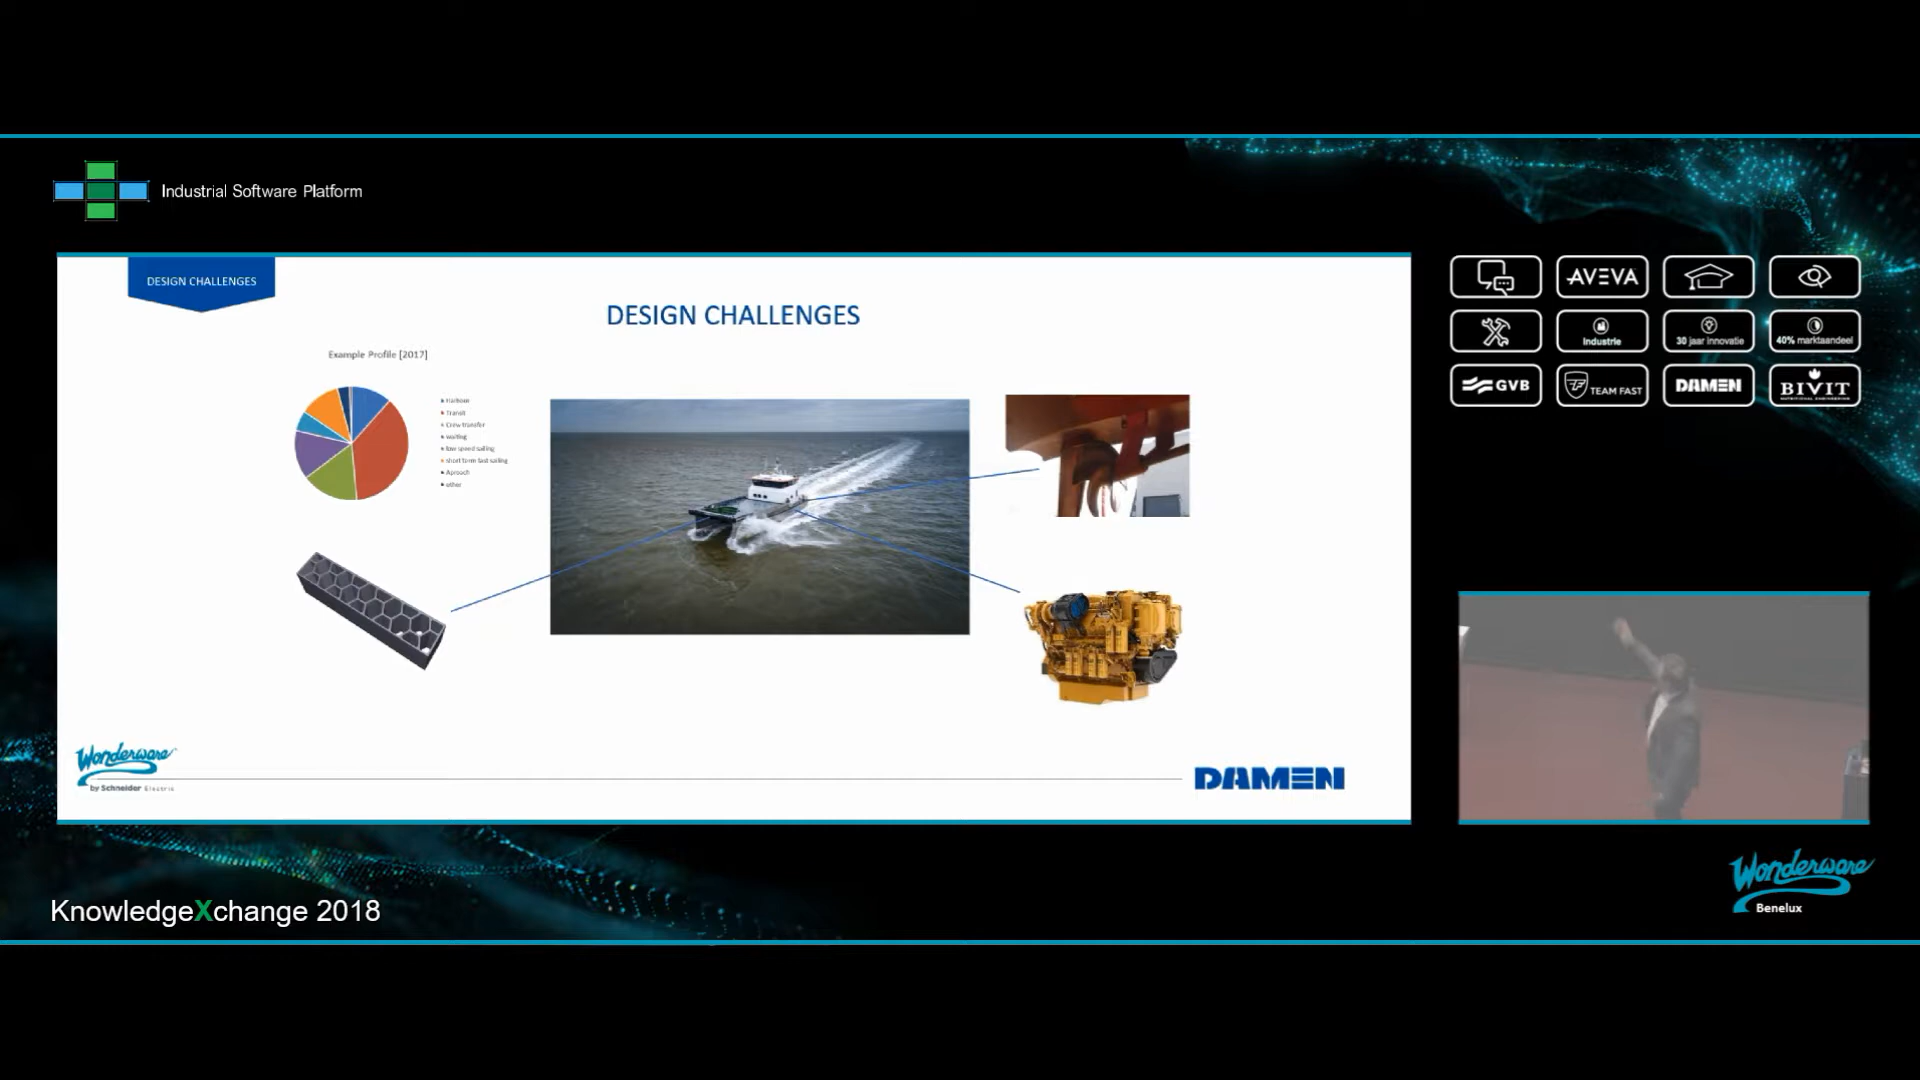 Industrial Software Platform
DESIGN CHALLENGES
DESIGN CHALLENGES
Example Profile [2017]
Harbour
Transit
Crew transfer
waiting
low speed sailing
short term fast sailing
Aproach
other
Wonderware
by Schneider Electric
DAMEN
AVEVA
Industrie
30 jaar innovatie
40% marktaandeel
GVB
TEAM FAST
DAMEN
BIVIT
NUTRITIONAL ENGINEERING
KnowledgeXchange 2018
Wonderware
Benelux